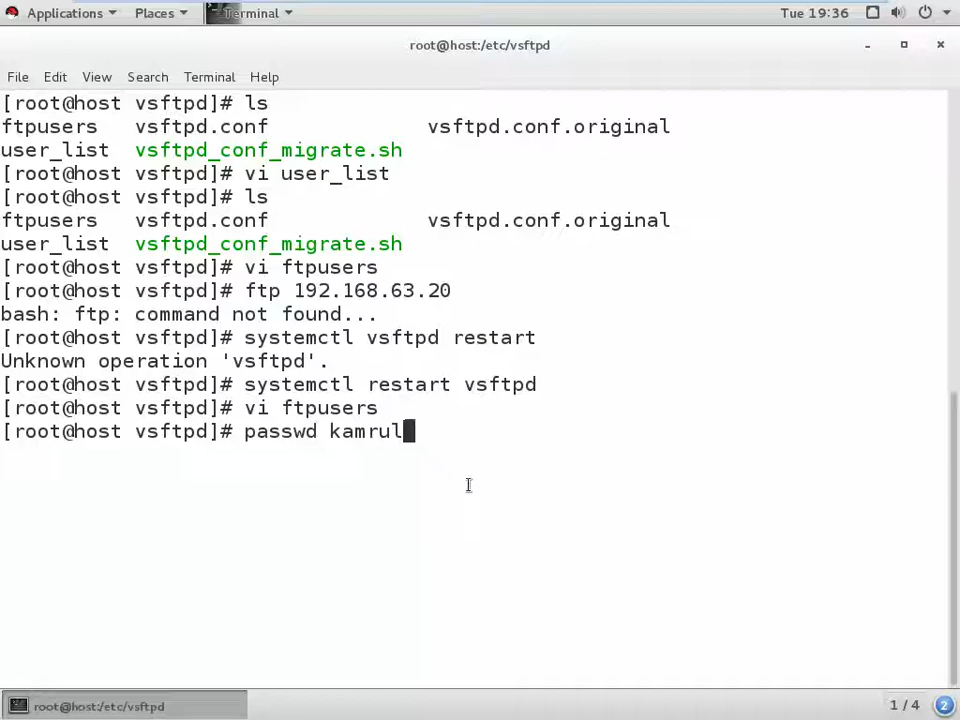 Applications Places Terminal Tue 19:36
root@host:/etc/vsftpd
File Edit View Search Terminal Help
[root@host vsftpd]# ls
ftpusers vsftpd.conf vsftpd.conf.original
user_list vsftpd_conf_migrate.sh
[root@host vsftpd]# vi user_list
[root@host vsftpd]# ls
ftpusers vsftpd.conf vsftpd.conf.original
user_list vsftpd_conf_migrate.sh
[root@host vsftpd]# vi ftpusers
[root@host vsftpd]# ftp 192.168.63.20
bash: ftp: command not found...
[root@host vsftpd]# systemctl vsftpd restart
Unknown operation 'vsftpd'.
[root@host vsftpd]# systemctl restart vsftpd
[root@host vsftpd]# vi ftpusers
[root@host vsftpd]# passwd kamrul
root@host:/etc/vsftpd 1 / 4 2